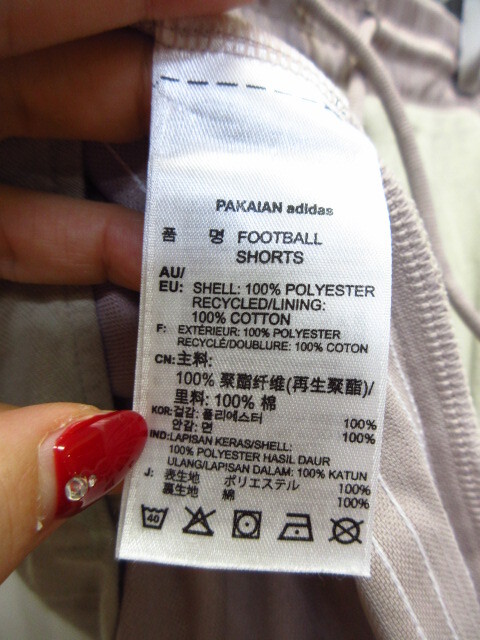 PAKAIAN adidas
품 명 FOOTBALL
SHORTS
AU/
EU: SHELL: 100% POLYESTER
RECYCLED/LINING:
100% COTTON
F: EXTÉRIEUR: 100% POLYESTER
RECYCLÉ/DOUBLURE: 100% COTON
CN: 主料:
100% 聚酯纤维(再生聚酯)/
里料: 100% 棉
KOR: 겉감: 폴리에스터 100%
안감: 면 100%
IND: LAPISAN KERAS/SHELL:
100% POLYESTER HASIL DAUR
ULANG/LAPISAN DALAM: 100% KATUN
J: 表生地 ポリエステル 100%
裏生地 綿 100%
40